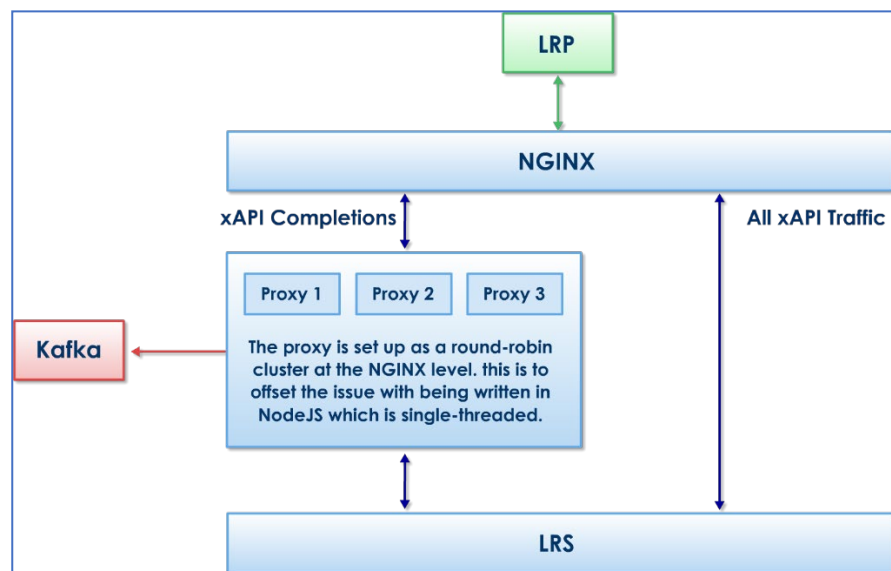 LRP
NGINX
xAPI Completions
All xAPI Traffic
Proxy 1
Proxy 2
Proxy 3
Kafka
The proxy is set up as a round-robin
cluster at the NGINX level. this is to
offset the issue with being written in
NodeJS which is single-threaded.
LRS